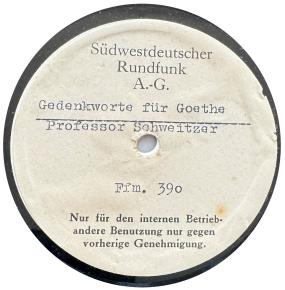 Südwestdeutscher
Rundfunk
A.-G.
Gedenkworte für Goethe
Professor Schweitzer
Ffm. 390
Nur für den internen Betrieb-
andere Benutzung nur gegen
vorherige Genehmigung.